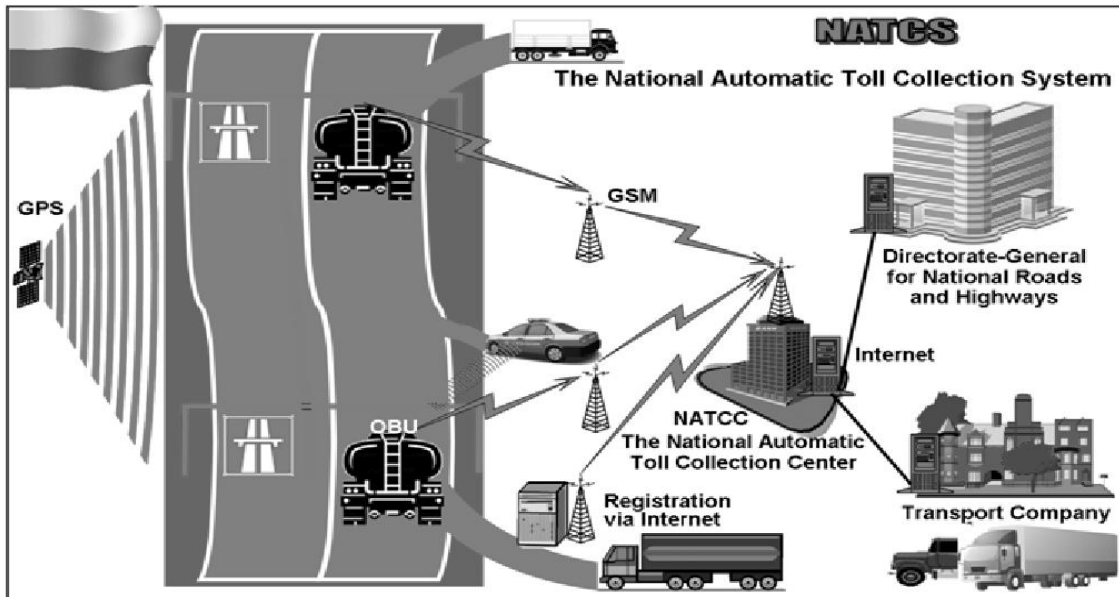 NATCS
The National Automatic Toll Collection System
GPS
GSM
Directorate-General
for National Roads
and Highways
Internet
OBU
NATCC
The National Automatic
Toll Collection Center
Registration
via Internet
Transport Company